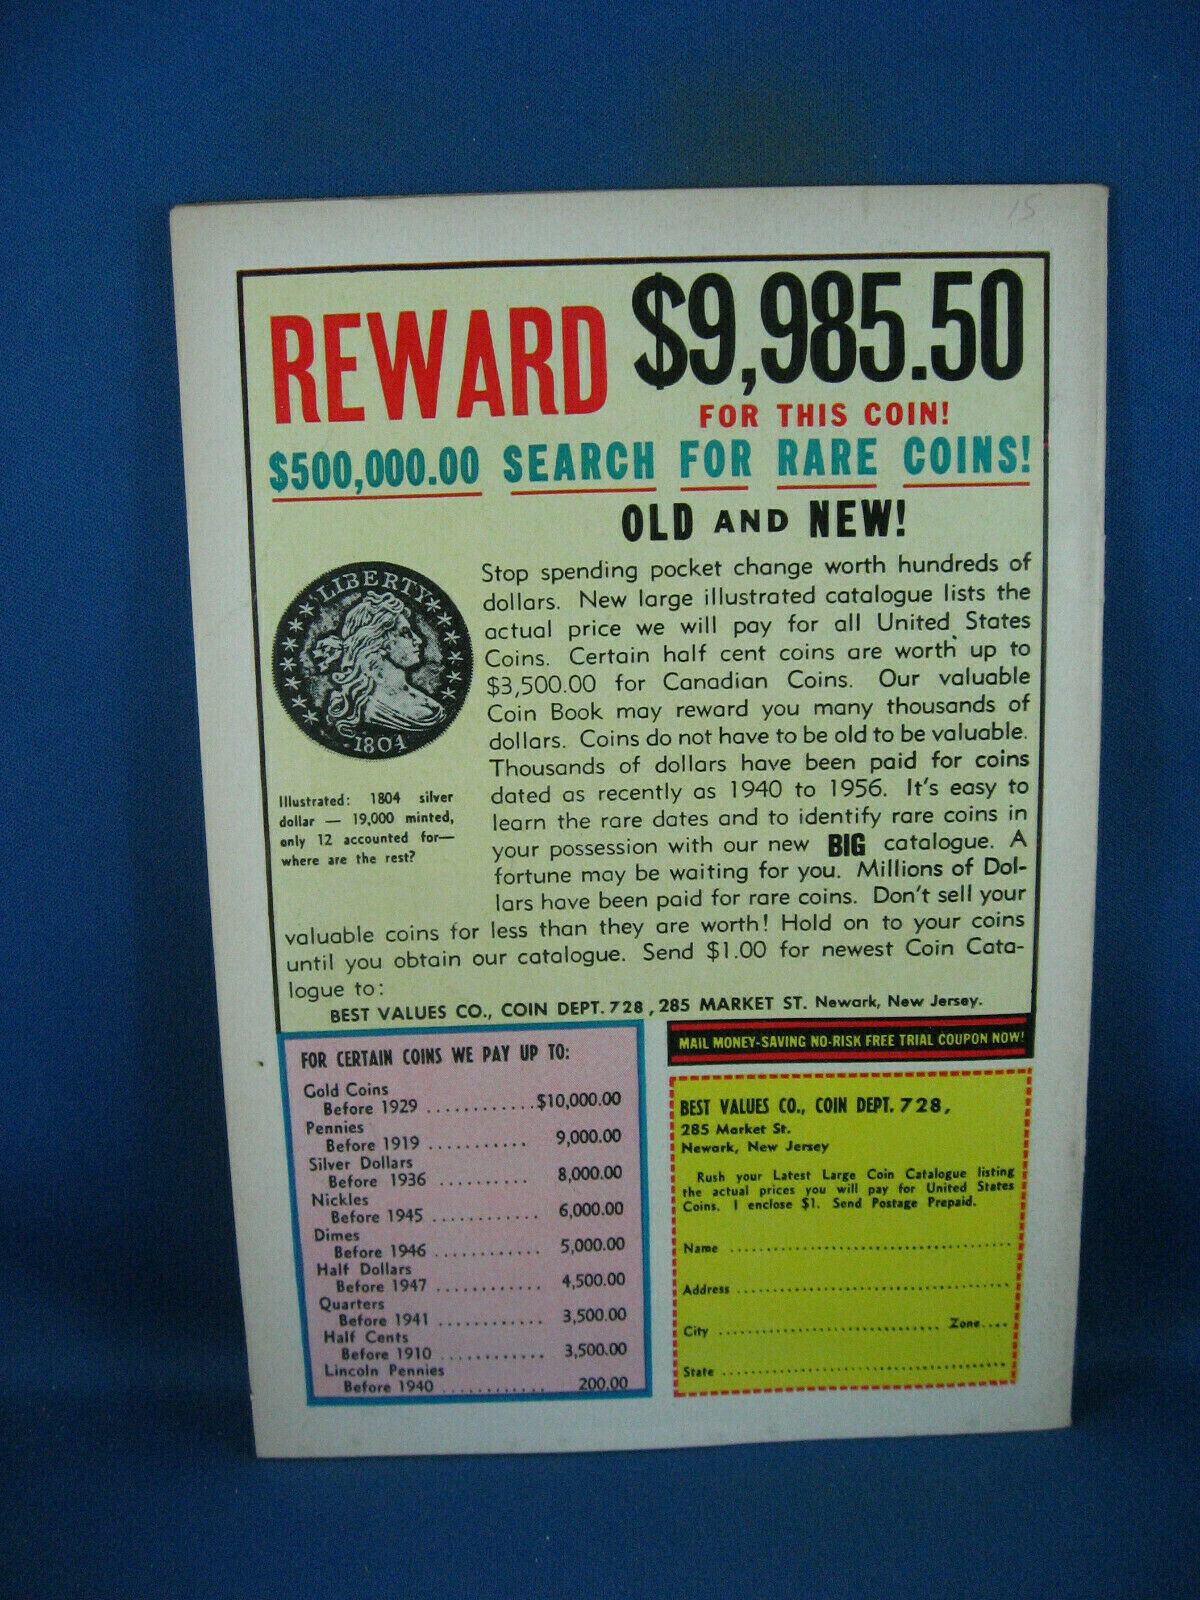 15
REWARD $9,985.50
FOR THIS COIN!
$500,000.00 SEARCH FOR RARE COINS!
OLD AND NEW!
LIBERTY
1804
Illustrated: 1804 silver
dollar — 19,000 minted,
only 12 accounted for—
where are the rest?
Stop spending pocket change worth hundreds of
dollars. New large illustrated catalogue lists the
actual price we will pay for all United States
Coins. Certain half cent coins are worth up to
$3,500.00 for Canadian Coins. Our valuable
Coin Book may reward you many thousands of
dollars. Coins do not have to be old to be valuable.
Thousands of dollars have been paid for coins
dated as recently as 1940 to 1956. It's easy to
learn the rare dates and to identify rare coins in
your possession with our new BIG catalogue. A
fortune may be waiting for you. Millions of Dol-
lars have been paid for rare coins. Don't sell your
valuable coins for less than they are worth! Hold on to your coins
until you obtain our catalogue. Send $1.00 for newest Coin Cata-
logue to:
BEST VALUES CO., COIN DEPT. 728, 285 MARKET ST. Newark, New Jersey.
FOR CERTAIN COINS WE PAY UP TO:
Gold Coins
Before 1929 ............ $10,000.00
Pennies
Before 1919 ........... 9,000.00
Silver Dollars
Before 1936 .......... 8,000.00
Nickles
Before 1945 ........... 6,000.00
Dimes
Before 1946 ............ 5,000.00
Half Dollars
Before 1947 ............ 4,500.00
Quarters
Before 1941 ............ 3,500.00
Half Cents
Before 1910 ............ 3,500.00
Lincoln Pennies
Before 1940 ............ 200.00
MAIL MONEY-SAVING NO-RISK FREE TRIAL COUPON NOW!
BEST VALUES CO., COIN DEPT. 728,
285 Market St.
Newark, New Jersey
Rush your Latest Large Coin Catalogue listing
the actual prices you will pay for United States
Coins. I enclose $1. Send Postage Prepaid.
Name ........................................
Address ........................................
City ................................ Zone....
State ........................................